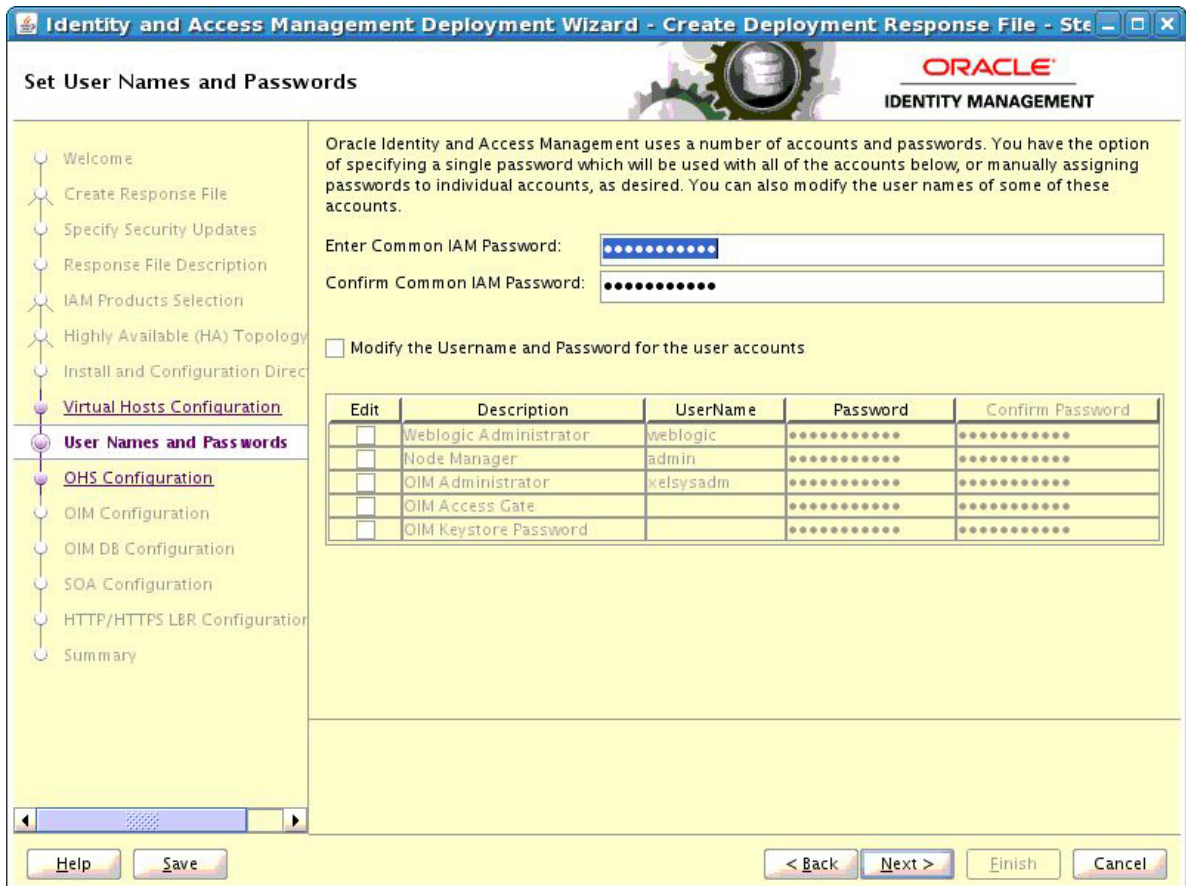 Identity and Access Management Deployment Wizard - Create Deployment Response File - Ste
Set User Names and Passwords
ORACLE
IDENTITY MANAGEMENT
Welcome
Create Response File
Specify Security Updates
Response File Description
IAM Products Selection
Highly Available (HA) Topology
Install and Configuration Direc
Virtual Hosts Configuration
User Names and Passwords
OHS Configuration
OIM Configuration
OIM DB Configuration
SOA Configuration
HTTP/HTTPS LBR Configuration
Summary
Oracle Identity and Access Management uses a number of accounts and passwords. You have the option
of specifying a single password which will be used with all of the accounts below, or manually assigning
passwords to individual accounts, as desired. You can also modify the user names of some of these
accounts.
Enter Common IAM Password: •••••••••••
Confirm Common IAM Password: •••••••••••
Modify the Username and Password for the user accounts
Edit Description UserName Password Confirm Password
Weblogic Administrator weblogic ••••••••••• •••••••••••
Node Manager admin ••••••••••• •••••••••••
OIM Administrator xelsysadm ••••••••••• •••••••••••
OIM Access Gate ••••••••••• •••••••••••
OIM Keystore Password ••••••••••• •••••••••••
Help Save < Back Next > Finish Cancel